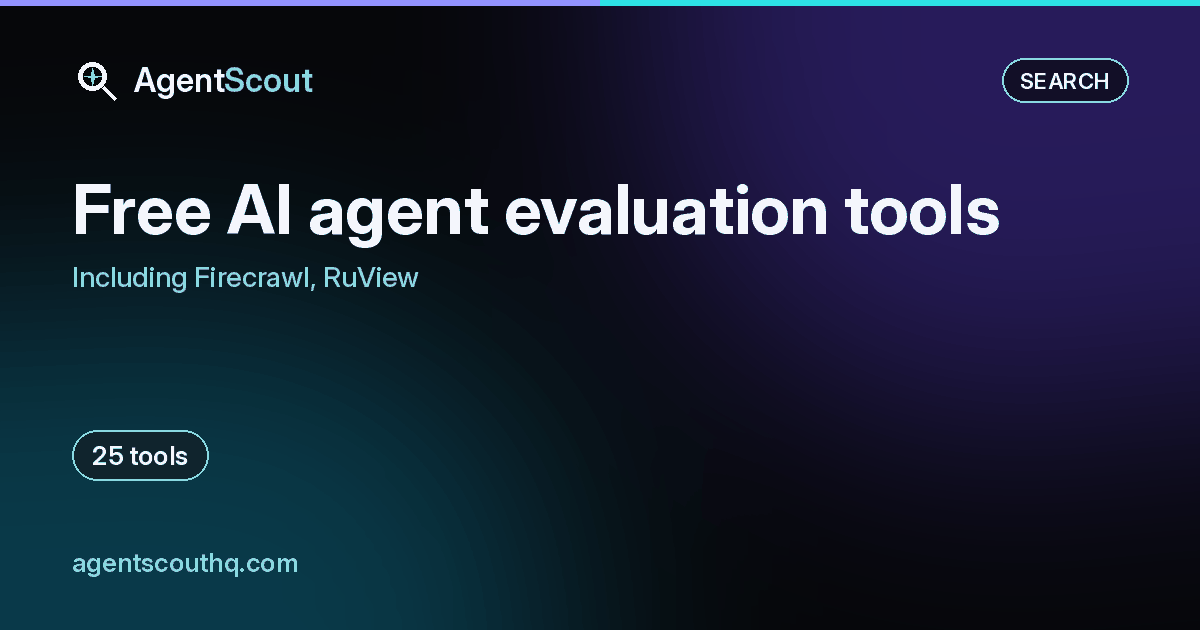 AgentScout
SEARCH
Free AI agent evaluation tools
Including Firecrawl, RuView
25 tools
agentscouthq.com